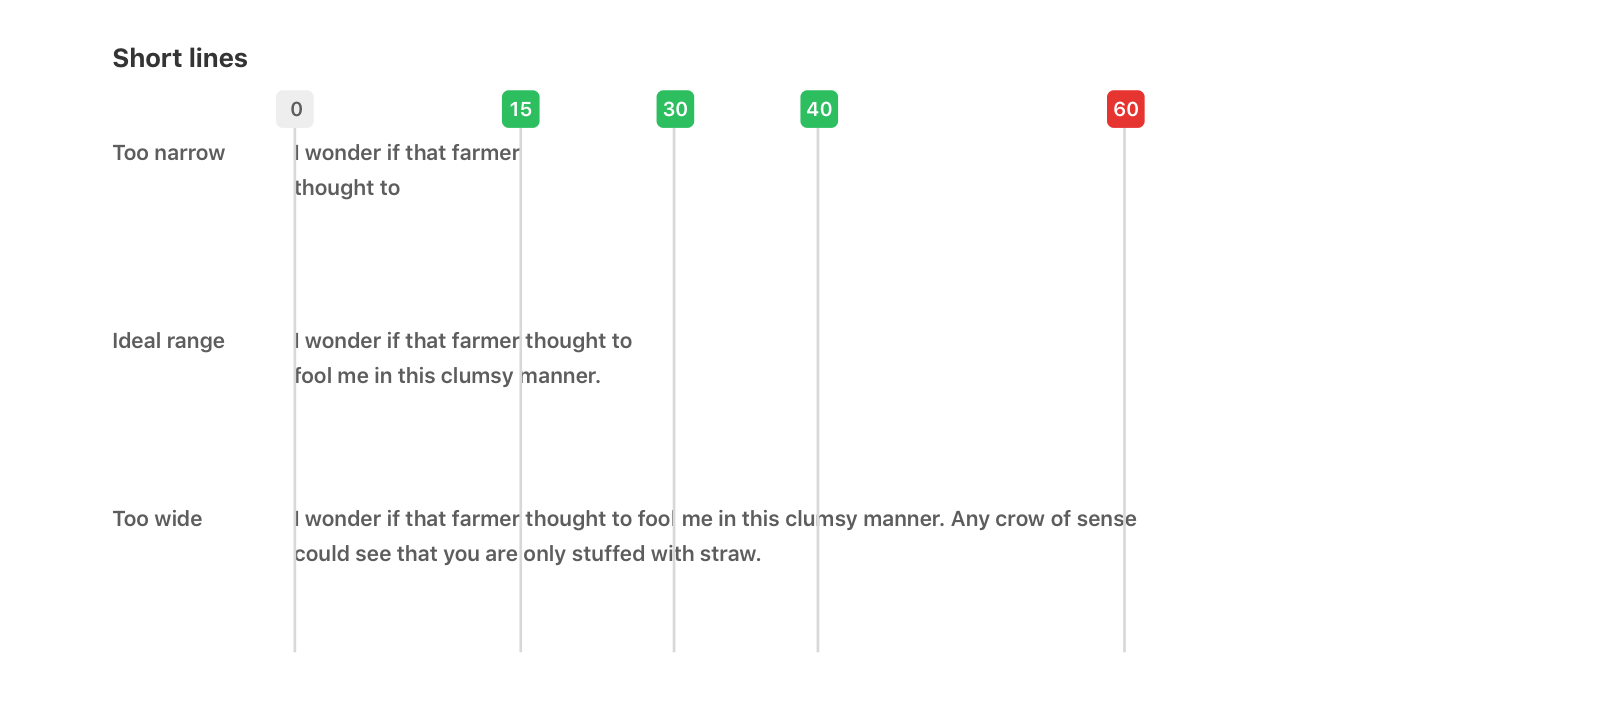 Short lines
0 15 30 40 60
Too narrow I wonder if that farmer
thought to
Ideal range I wonder if that farmer thought to
fool me in this clumsy manner.
Too wide I wonder if that farmer thought to fool me in this clumsy manner. Any crow of sense
could see that you are only stuffed with straw.